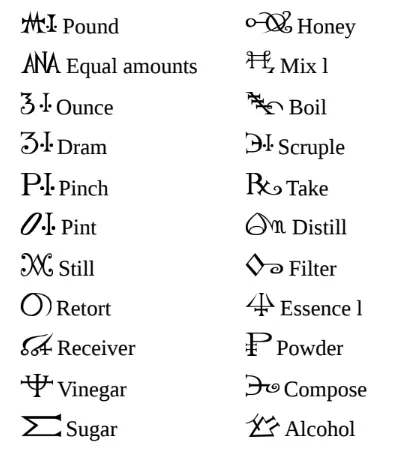 Pound
ANA Equal amounts
Ounce
Dram
Pinch
Pint
Still
Retort
Receiver
Vinegar
Sugar
Honey
Mix l
Boil
Scruple
Take
Distill
Filter
Essence l
Powder
Compose
Alcohol